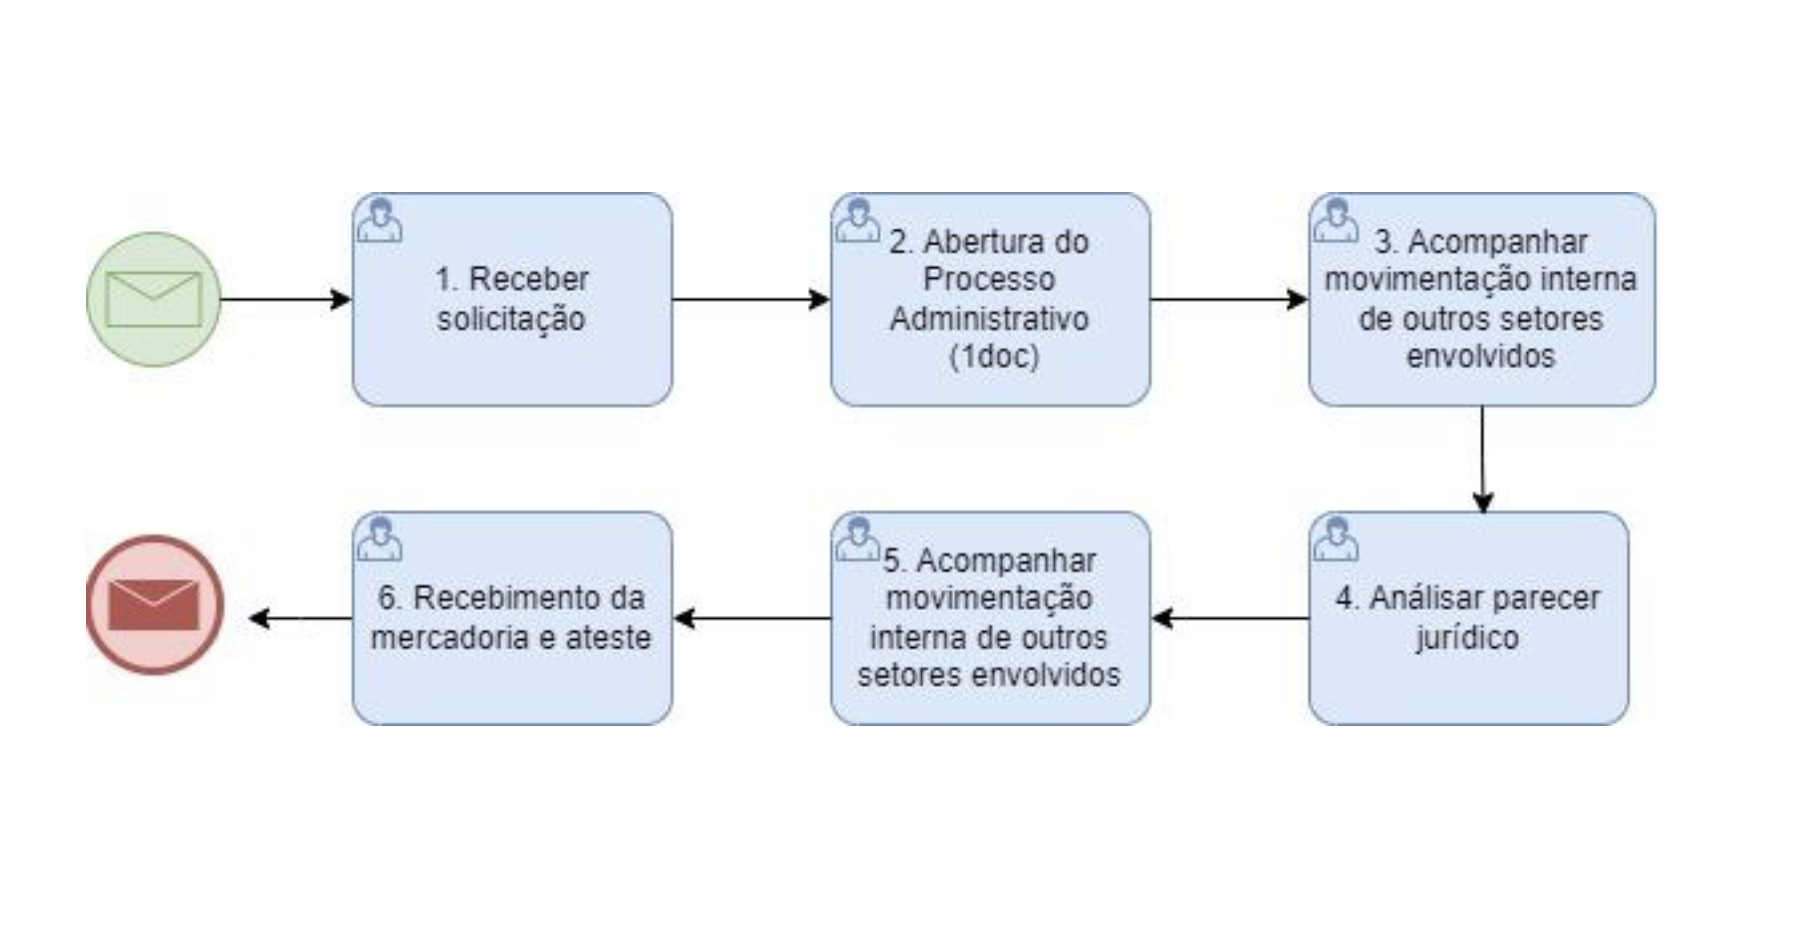 1. Receber
solicitação
2. Abertura do
Processo
Administrativo
(1doc)
3. Acompanhar
movimentação interna
de outros setores
envolvidos
4. Análisar parecer
jurídico
5. Acompanhar
movimentação
interna de outros
setores envolvidos
6. Recebimento da
mercadoria e ateste